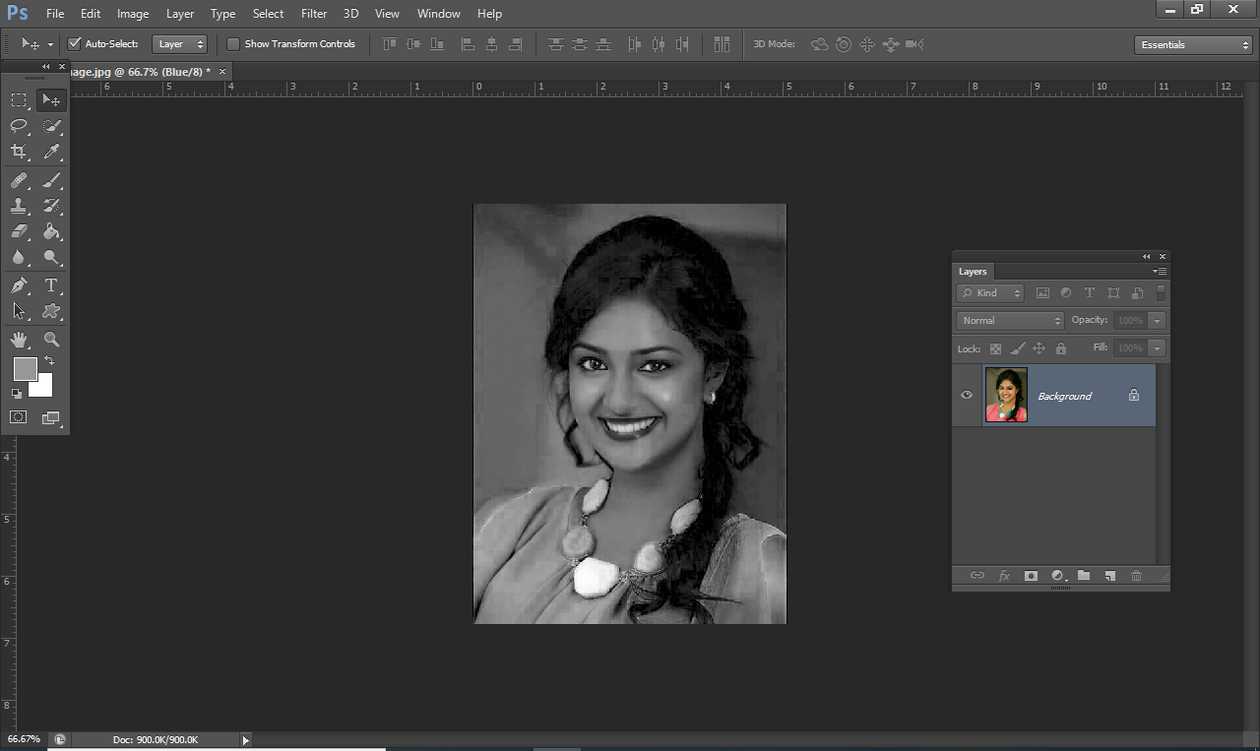 Ps File Edit Image Layer Type Select Filter 3D View Window Help
Auto-Select: Layer Show Transform Controls 3D Mode: Essentials
age.jpg @ 66.7% (Blue/8) * ×
6 5 4 3 2 1 0 1 2 3 4 5 6 7 8 9 10 11 12
Layers
Kind
Normal Opacity: 100%
Lock: Fill: 100%
Background
fx
T
4
5
6
7
8
66.67% Doc: 900.0K/900.0K